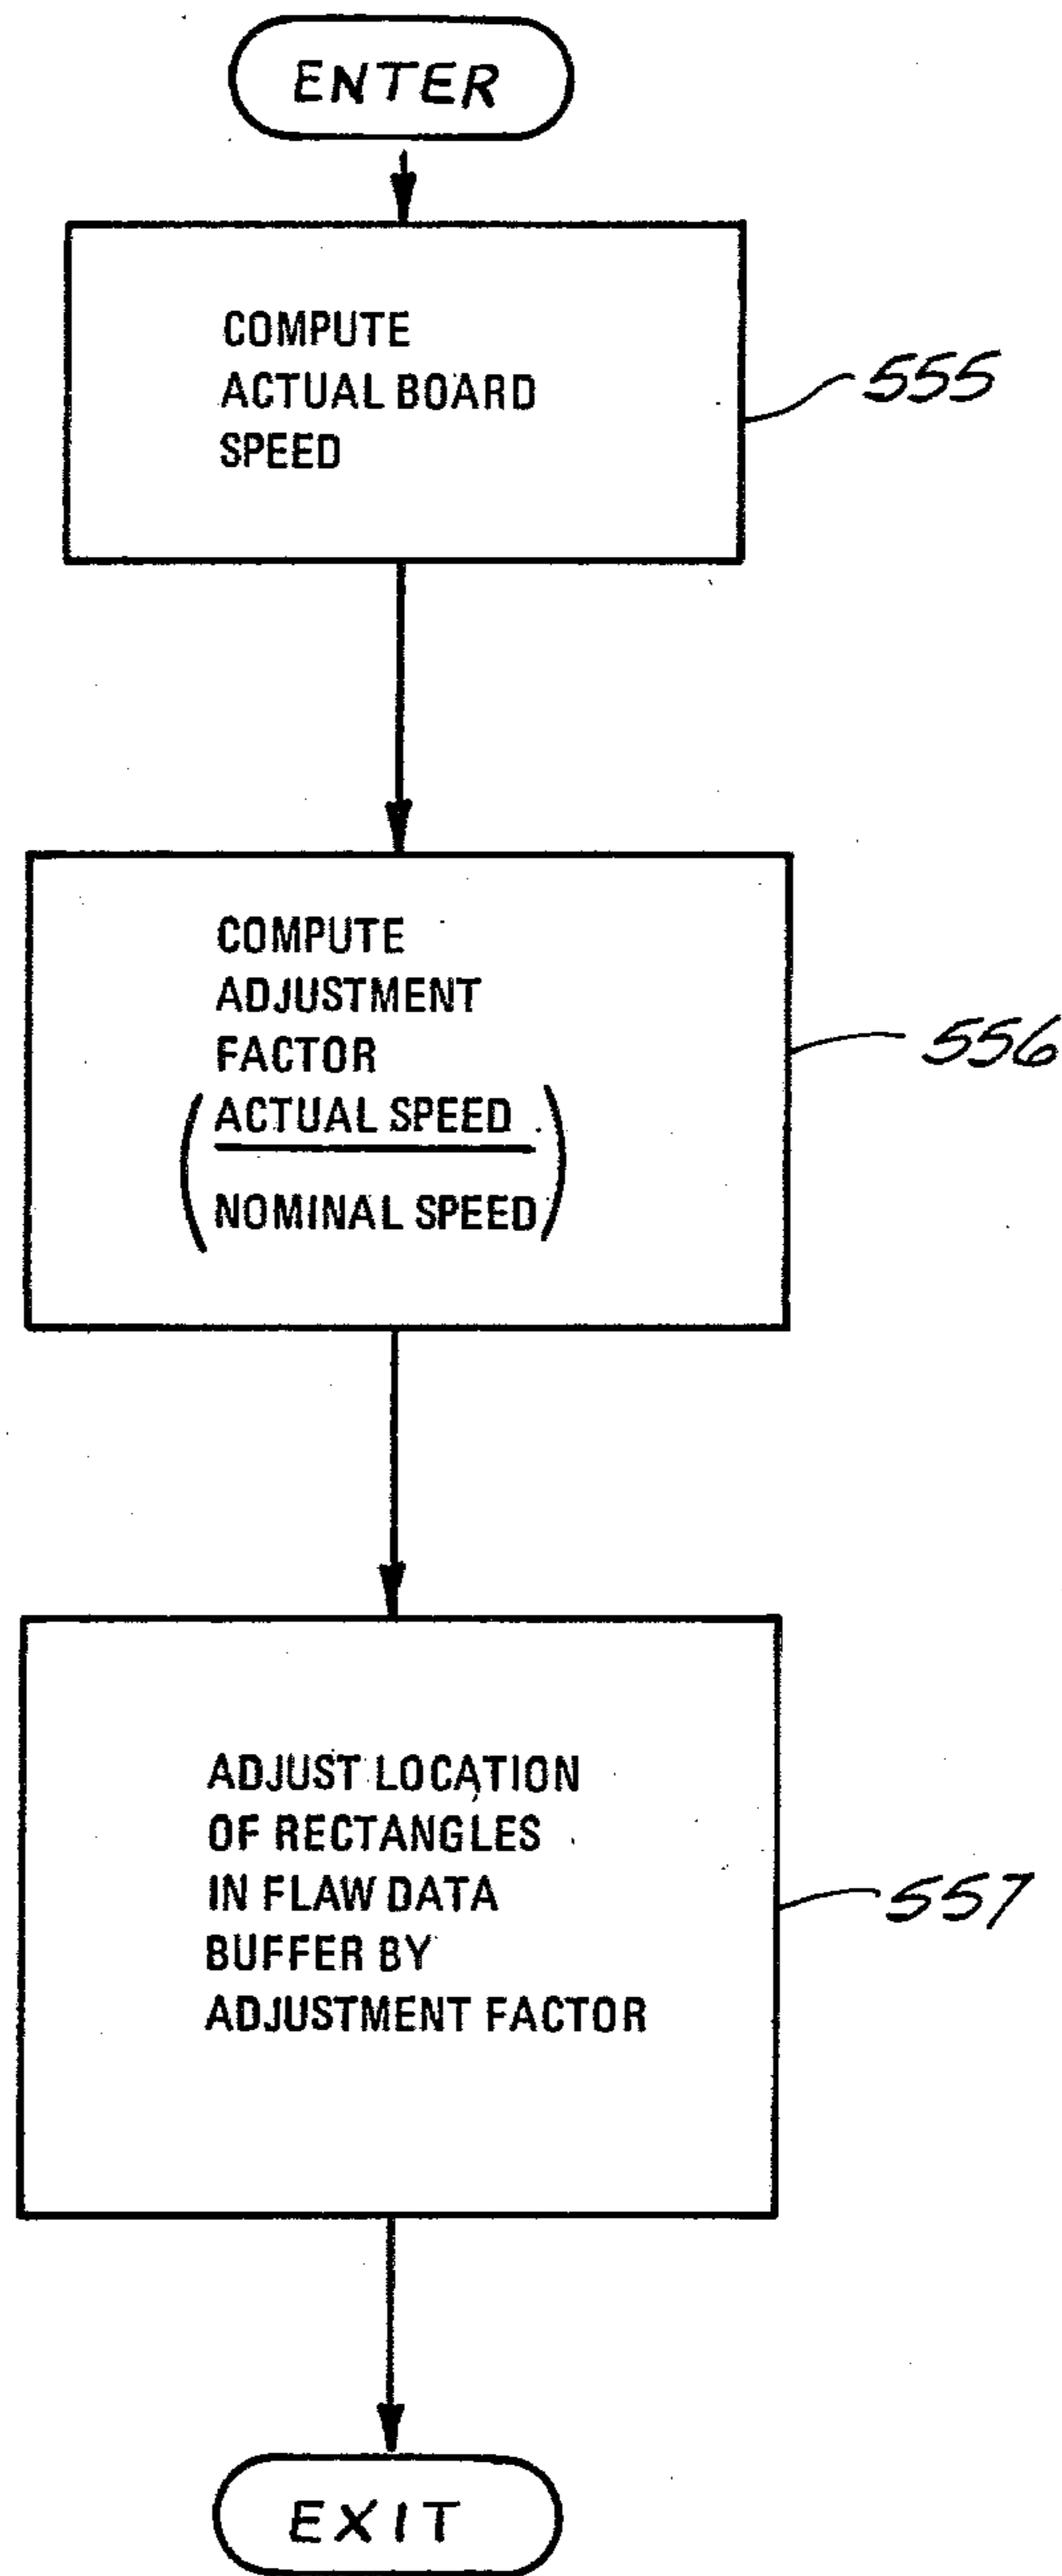 ENTER
COMPUTE
ACTUAL BOARD
SPEED
555
COMPUTE
ADJUSTMENT
FACTOR
(ACTUAL SPEED
NOMINAL SPEED)
556
ADJUST LOCATION
OF RECTANGLES
IN FLAW DATA
BUFFER BY
ADJUSTMENT FACTOR
557
EXIT